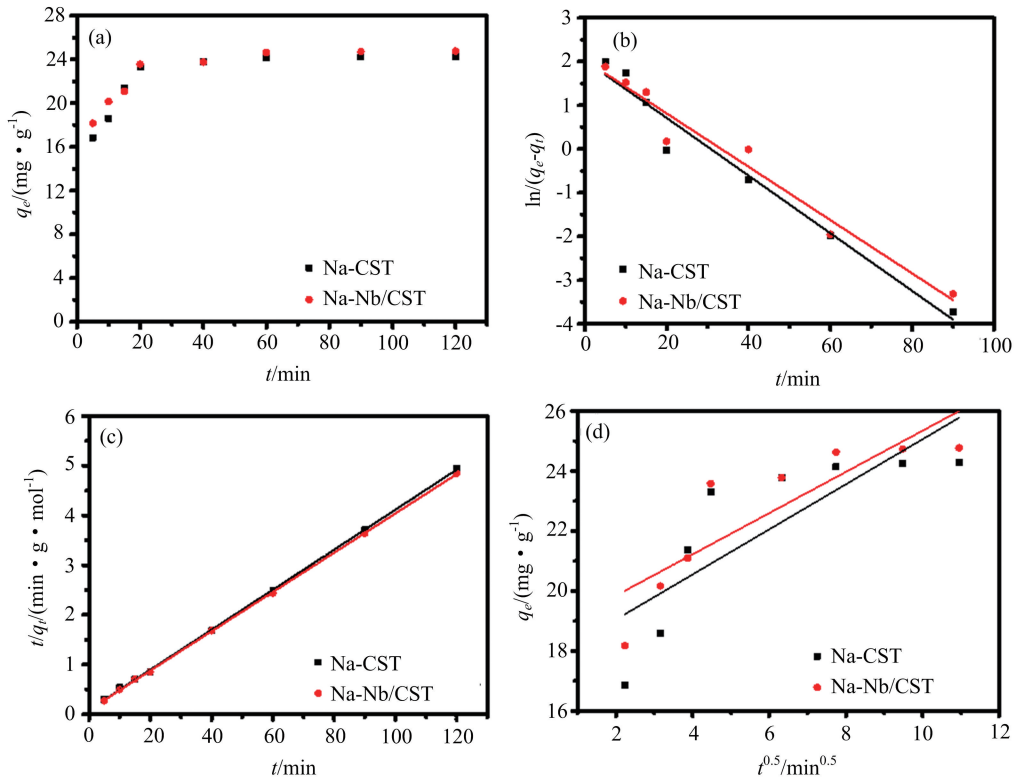 (a)
28
24
20
16
12
8
4
0
qe/(mg • g-1)
Na-CST
Na-Nb/CST
0 20 40 60 80 100 120
t/min
(b)
3
2
1
0
-1
-2
-3
-4
ln/(qe-qt)
Na-CST
Na-Nb/CST
0 20 40 60 80 100
t/min
(c)
6
5
4
3
2
1
0
t/qt/(min • g • mol-1)
Na-CST
Na-Nb/CST
0 20 40 60 80 100 120
t/min
(d)
26
24
22
20
18
16
qe/(mg • g-1)
Na-CST
Na-Nb/CST
2 4 6 8 10 12
t0.5/min0.5